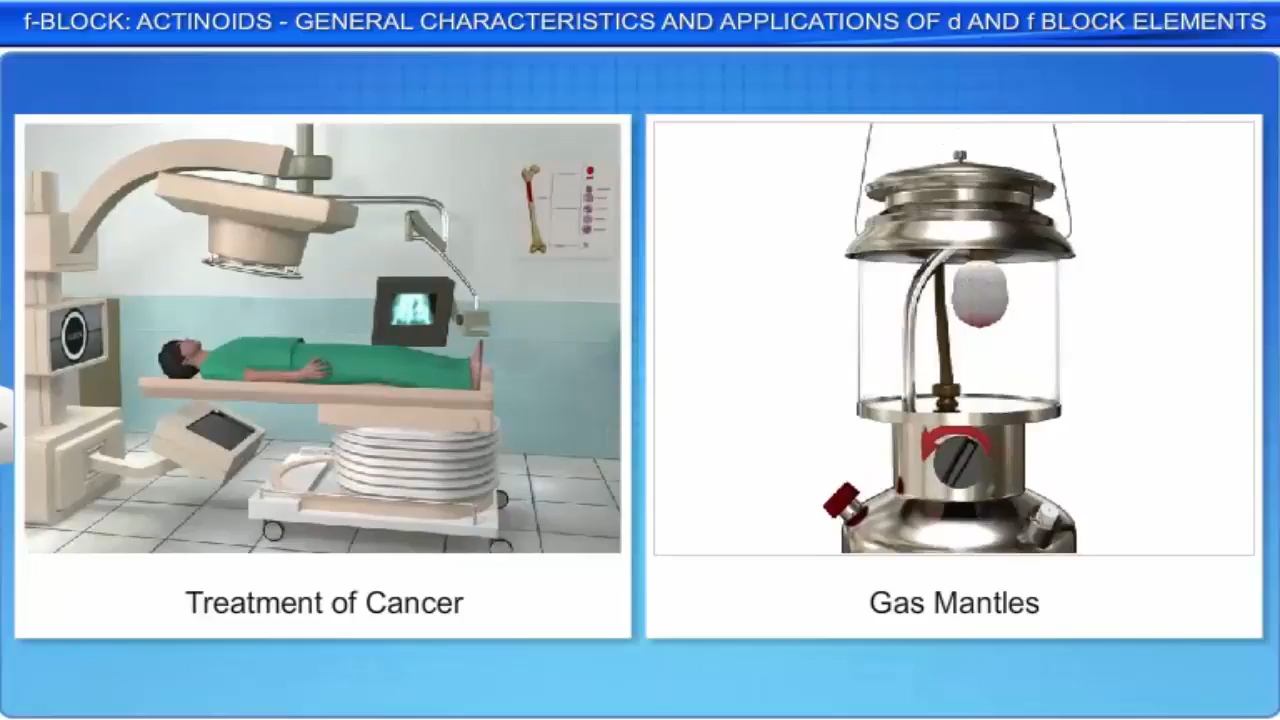 f-BLOCK: ACTINOIDS - GENERAL CHARACTERISTICS AND APPLICATIONS OF d AND f BLOCK ELEMENTS
Treatment of Cancer
Gas Mantles